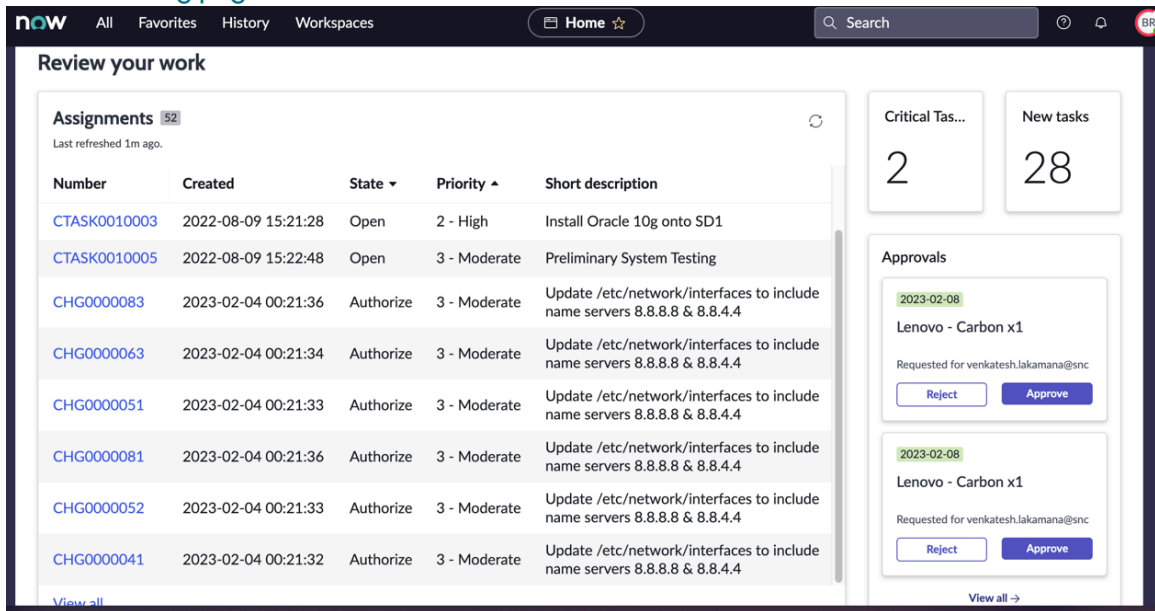 now All Favorites History Workspaces Home Search BR
Review your work
Assignments 52
Last refreshed 1m ago.
Number Created State Priority Short description
CTASK0010003 2022-08-09 15:21:28 Open 2 - High Install Oracle 10g onto SD1
CTASK0010005 2022-08-09 15:22:48 Open 3 - Moderate Preliminary System Testing
CHG0000083 2023-02-04 00:21:36 Authorize 3 - Moderate Update /etc/network/interfaces to include
name servers 8.8.8.8 & 8.8.4.4
CHG0000063 2023-02-04 00:21:34 Authorize 3 - Moderate Update /etc/network/interfaces to include
name servers 8.8.8.8 & 8.8.4.4
CHG0000051 2023-02-04 00:21:33 Authorize 3 - Moderate Update /etc/network/interfaces to include
name servers 8.8.8.8 & 8.8.4.4
CHG0000081 2023-02-04 00:21:36 Authorize 3 - Moderate Update /etc/network/interfaces to include
name servers 8.8.8.8 & 8.8.4.4
CHG0000052 2023-02-04 00:21:33 Authorize 3 - Moderate Update /etc/network/interfaces to include
name servers 8.8.8.8 & 8.8.4.4
CHG0000041 2023-02-04 00:21:32 Authorize 3 - Moderate Update /etc/network/interfaces to include
name servers 8.8.8.8 & 8.8.4.4
View all
Critical Tas...
2
New tasks
28
Approvals
2023-02-08
Lenovo - Carbon x1
Requested for venkatesh.lakamana@snc
Reject Approve
2023-02-08
Lenovo - Carbon x1
Requested for venkatesh.lakamana@snc
Reject Approve
View all →